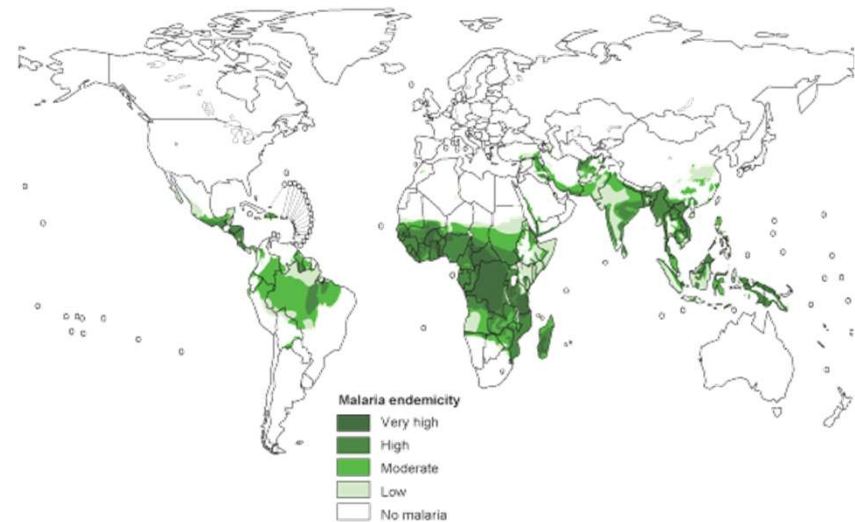 Malaria endemicity
Very high
High
Moderate
Low
No malaria